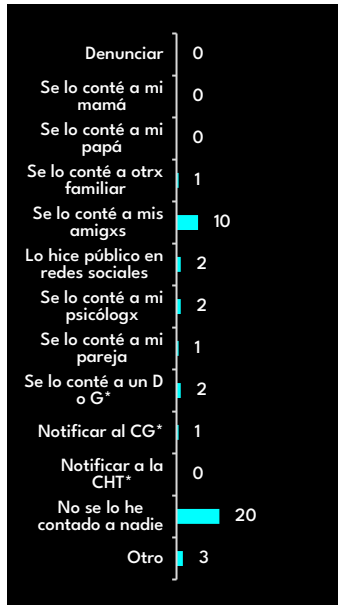 Denunciar 0
Se lo conté a mi
mamá 0
Se lo conté a mi
papá 0
Se lo conté a otrx
familiar 1
Se lo conté a mis
amigxs 10
Lo hice público en
redes sociales 2
Se lo conté a mi
psicólogx 2
Se lo conté a mi
pareja 1
Se lo conté a un D
o G* 2
Notificar al CG* 1
Notificar a la
CHT* 0
No se lo he
contado a nadie 20
Otro 3